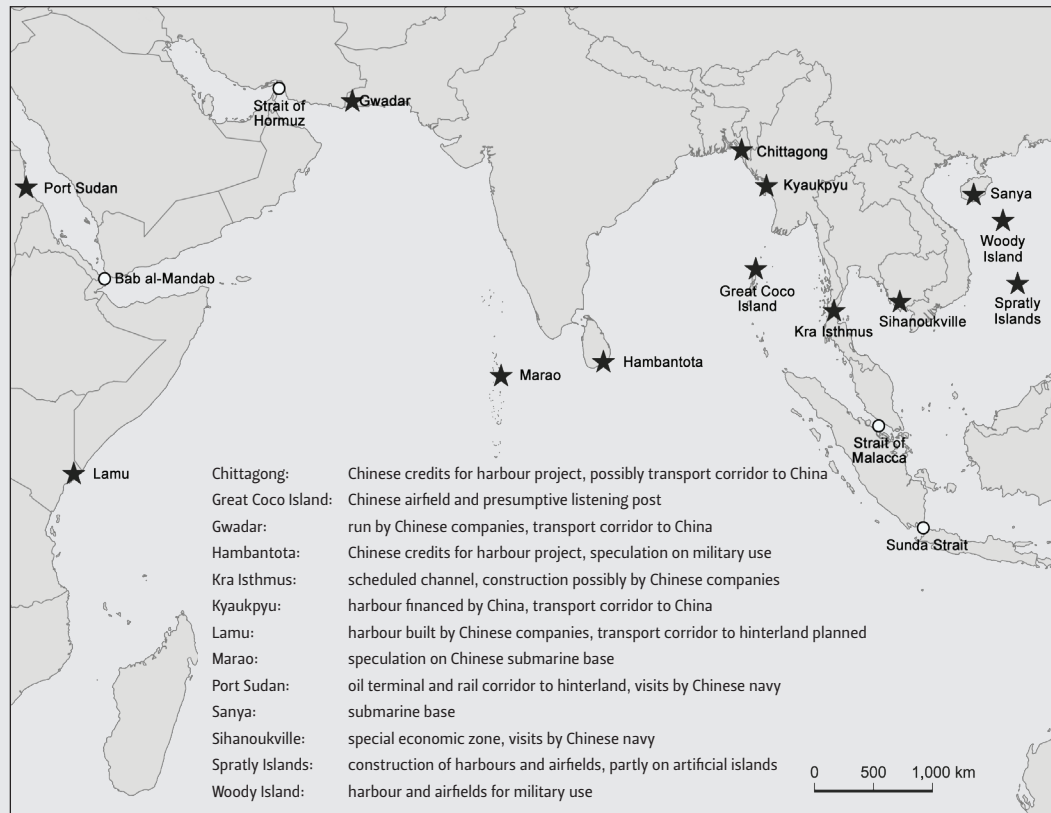 Strait of
Hormuz
Gwadar
Chittagong
Kyaukpyu
Port Sudan
Sanya
Woody
Island
Bab al-Mandab
Great Coco
Island
Spratly
Islands
Kra Isthmus
Sihanoukville
Marao
Hambantota
Strait of
Malacca
Lamu
Sunda Strait
Chittagong: Chinese credits for harbour project, possibly transport corridor to China
Great Coco Island: Chinese airfield and presumptive listening post
Gwadar: run by Chinese companies, transport corridor to China
Hambantota: Chinese credits for harbour project, speculation on military use
Kra Isthmus: scheduled channel, construction possibly by Chinese companies
Kyaukpyu: harbour financed by China, transport corridor to China
Lamu: harbour built by Chinese companies, transport corridor to hinterland planned
Marao: speculation on Chinese submarine base
Port Sudan: oil terminal and rail corridor to hinterland, visits by Chinese navy
Sanya: submarine base
Sihanoukville: special economic zone, visits by Chinese navy
Spratly Islands: construction of harbours and airfields, partly on artificial islands
Woody Island: harbour and airfields for military use
0 500 1,000 km